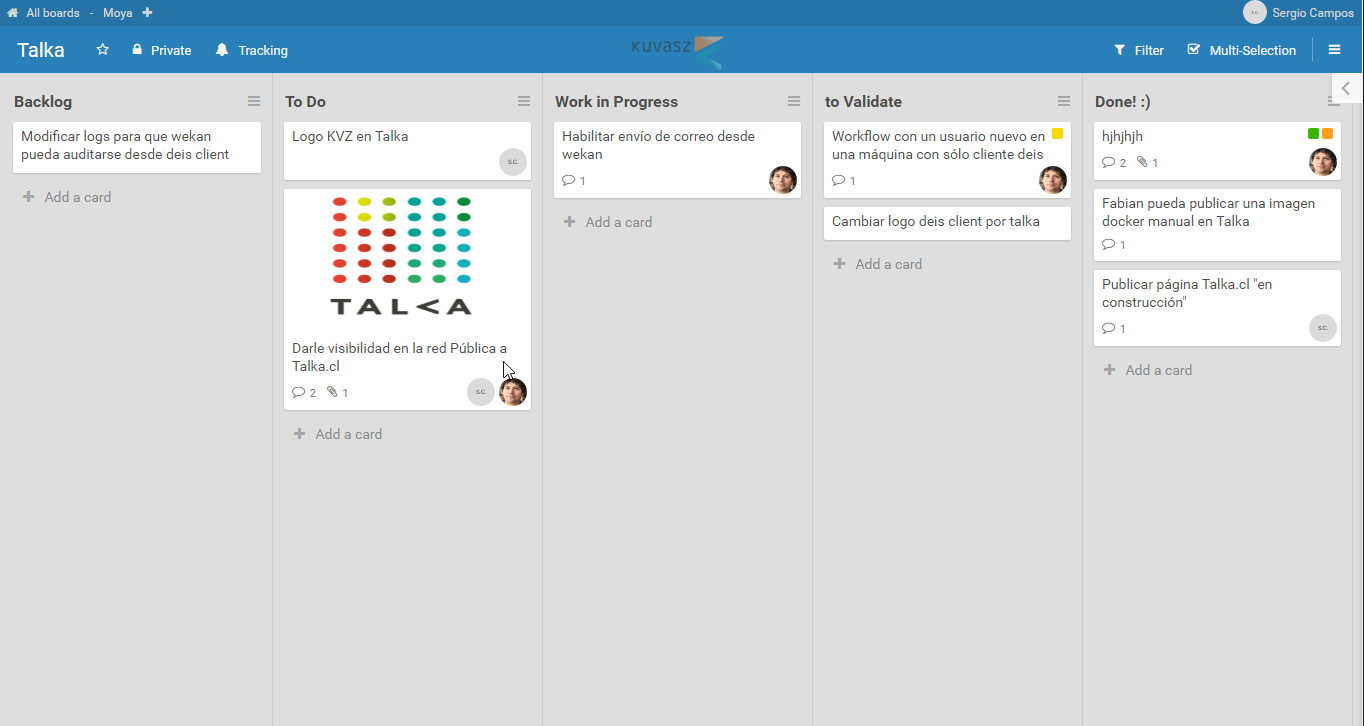 All boards - Moya
s.c. Sergio Campos
Talka Private Tracking
KUVASZ
Filter Multi-Selection
Backlog
Modificar logs para que wekan
pueda auditarse desde deis client
Add a card
To Do
Logo KVZ en Talka
s.c.
TALKA
Darle visibilidad en la red Pública a
Talka.cl
2 1 s.c.
Add a card
Work in Progress
Habilitar envío de correo desde
wekan
1
Add a card
to Validate
Workflow con un usuario nuevo en
una máquina con sólo cliente deis
1
Cambiar logo deis client por talka
Add a card
Done! :)
hjhjhjh
2 1
Fabian pueda publicar una imagen
docker manual en Talka
1
Publicar página Talka.cl "en
construcción"
1 s.c.
Add a card